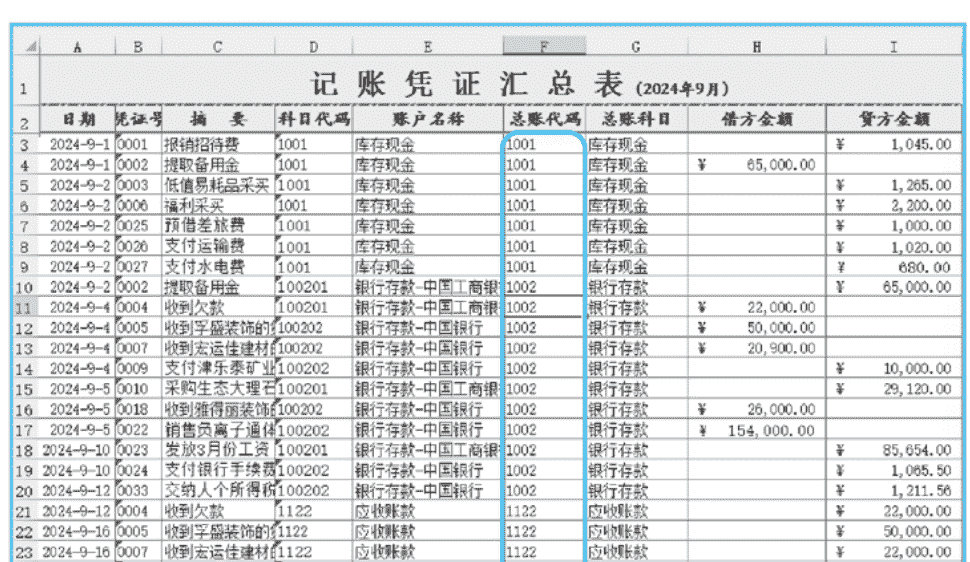 A B C D E F G H I
1 记账凭证汇总表 (2024年9月)
2 日期 凭证号 摘 要 科目代码 账户名称 总账代码 总账科目 借方金额 贷方金额
3 2024-9-1 0001 报销招待费 1001 库存现金 1001 库存现金 ¥ 1,045.00
4 2024-9-1 0002 提取备用金 1001 库存现金 1001 库存现金 ¥ 65,000.00
5 2024-9-2 0003 低值易耗品采买 1001 库存现金 1001 库存现金 ¥ 1,265.00
6 2024-9-2 0006 福利采买 1001 库存现金 1001 库存现金 ¥ 2,200.00
7 2024-9-2 0025 预借差旅费 1001 库存现金 1001 库存现金 ¥ 1,000.00
8 2024-9-2 0026 支付运输费 1001 库存现金 1001 库存现金 ¥ 1,020.00
9 2024-9-2 0027 支付水电费 1001 库存现金 1001 库存现金 ¥ 680.00
10 2024-9-2 0002 提取备用金 100201 银行存款-中国工商银 1002 银行存款 ¥ 65,000.00
11 2024-9-4 0004 收到欠款 100201 银行存款-中国工商银 1002 银行存款 ¥ 22,000.00
12 2024-9-4 0005 收到孚盛装饰的 100202 银行存款-中国银行 1002 银行存款 ¥ 50,000.00
13 2024-9-4 0007 收到宏运佳建材 100202 银行存款-中国银行 1002 银行存款 ¥ 20,900.00
14 2024-9-4 0009 支付津乐泰矿业 100202 银行存款-中国银行 1002 银行存款 ¥ 10,000.00
15 2024-9-5 0010 采购生态大理石 100201 银行存款-中国工商银 1002 银行存款 ¥ 29,120.00
16 2024-9-5 0018 收到雅得丽装饰 100202 银行存款-中国银行 1002 银行存款 ¥ 26,000.00
17 2024-9-5 0022 销售负离子通体 100202 银行存款-中国银行 1002 银行存款 ¥ 154,000.00
18 2024-9-10 0023 发放3月份工资 100201 银行存款-中国工商银 1002 银行存款 ¥ 85,654.00
19 2024-9-10 0024 支付银行手续费 100202 银行存款-中国银行 1002 银行存款 ¥ 1,065.50
20 2024-9-12 0033 交纳人个所得税 100202 银行存款-中国银行 1002 银行存款 ¥ 1,211.56
21 2024-9-12 0004 收到欠款 1122 应收账款 1122 应收账款 ¥ 22,000.00
22 2024-9-16 0005 收到孚盛装饰的 1122 应收账款 1122 应收账款 ¥ 50,000.00
23 2024-9-16 0007 收到宏运佳建材 1122 应收账款 1122 应收账款 ¥ 22,000.00